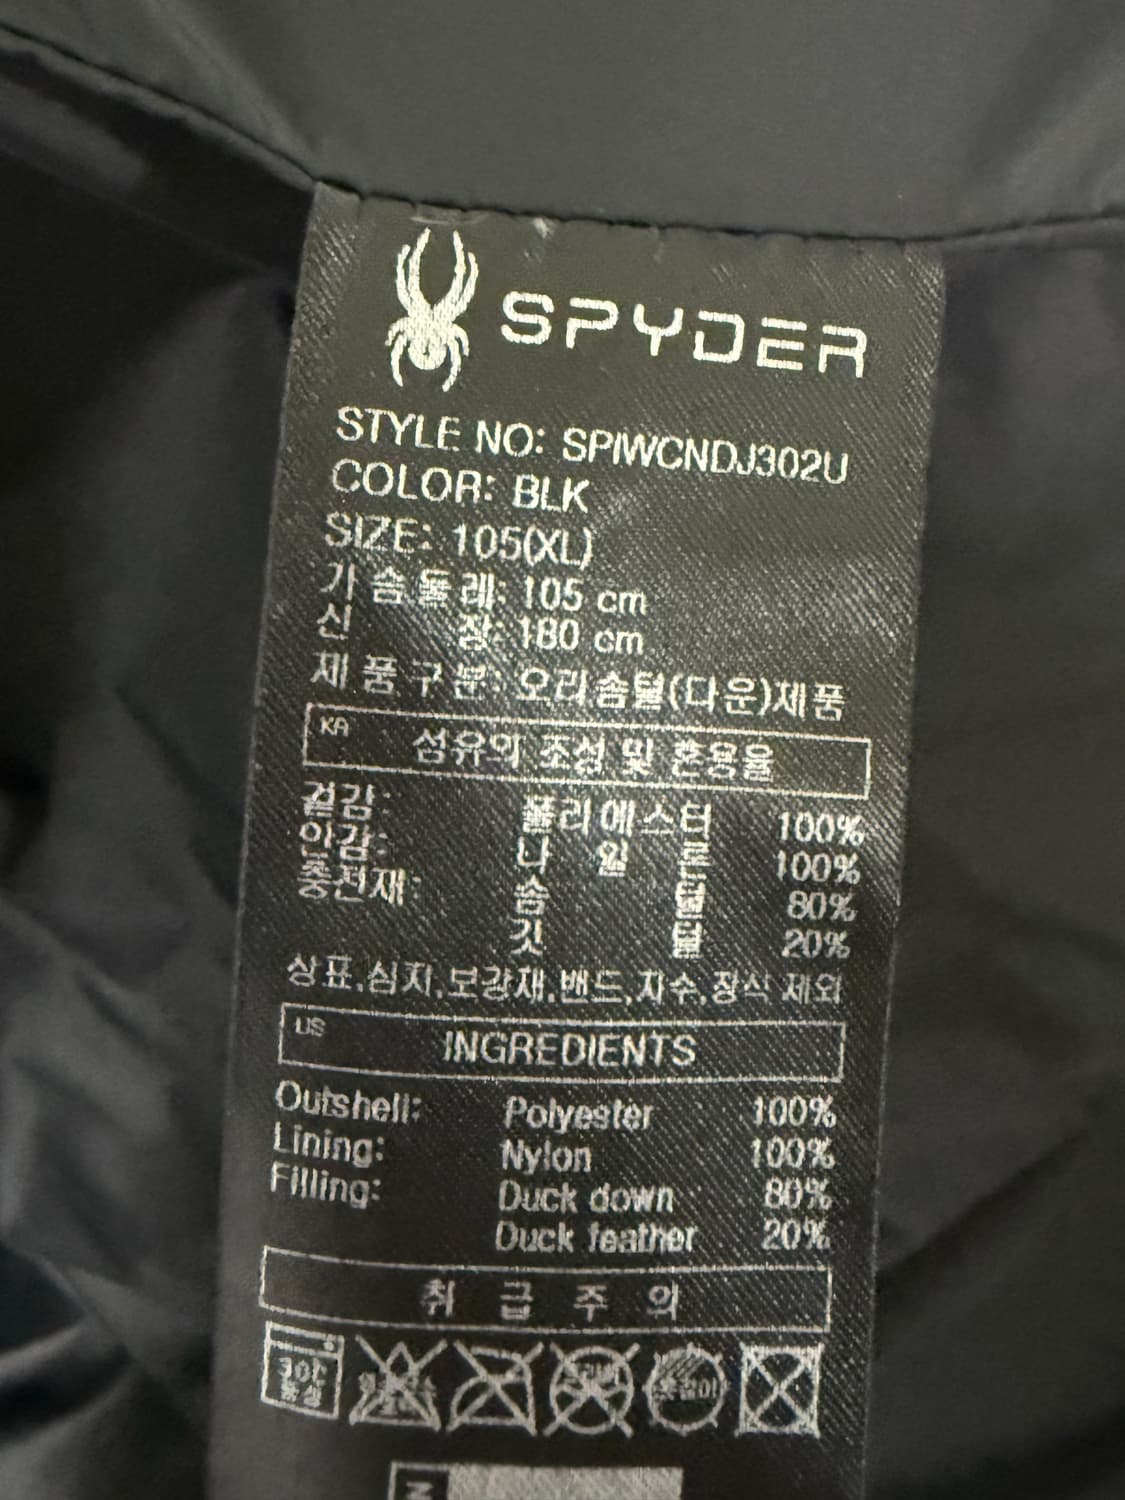 SPYDER
STYLE NO: SPIWCNDJ302U
COLOR: BLK
SIZE: 105(XL)
가슴둘레: 105 cm
신 장: 180 cm
제품구분: 오리솜털(다운)제품
KR 섬유의 조성 및 혼용율
겉감: 폴리에스터 100%
안감: 나 일 론 100%
충전재: 솜 털 80%
깃 털 20%
상표,심지,보강재,밴드,자수,장식 제외
US INGREDIENTS
Outshell: Polyester 100%
Lining: Nylon 100%
Filling: Duck down 80%
Duck feather 20%
취 급 주 의
30℃